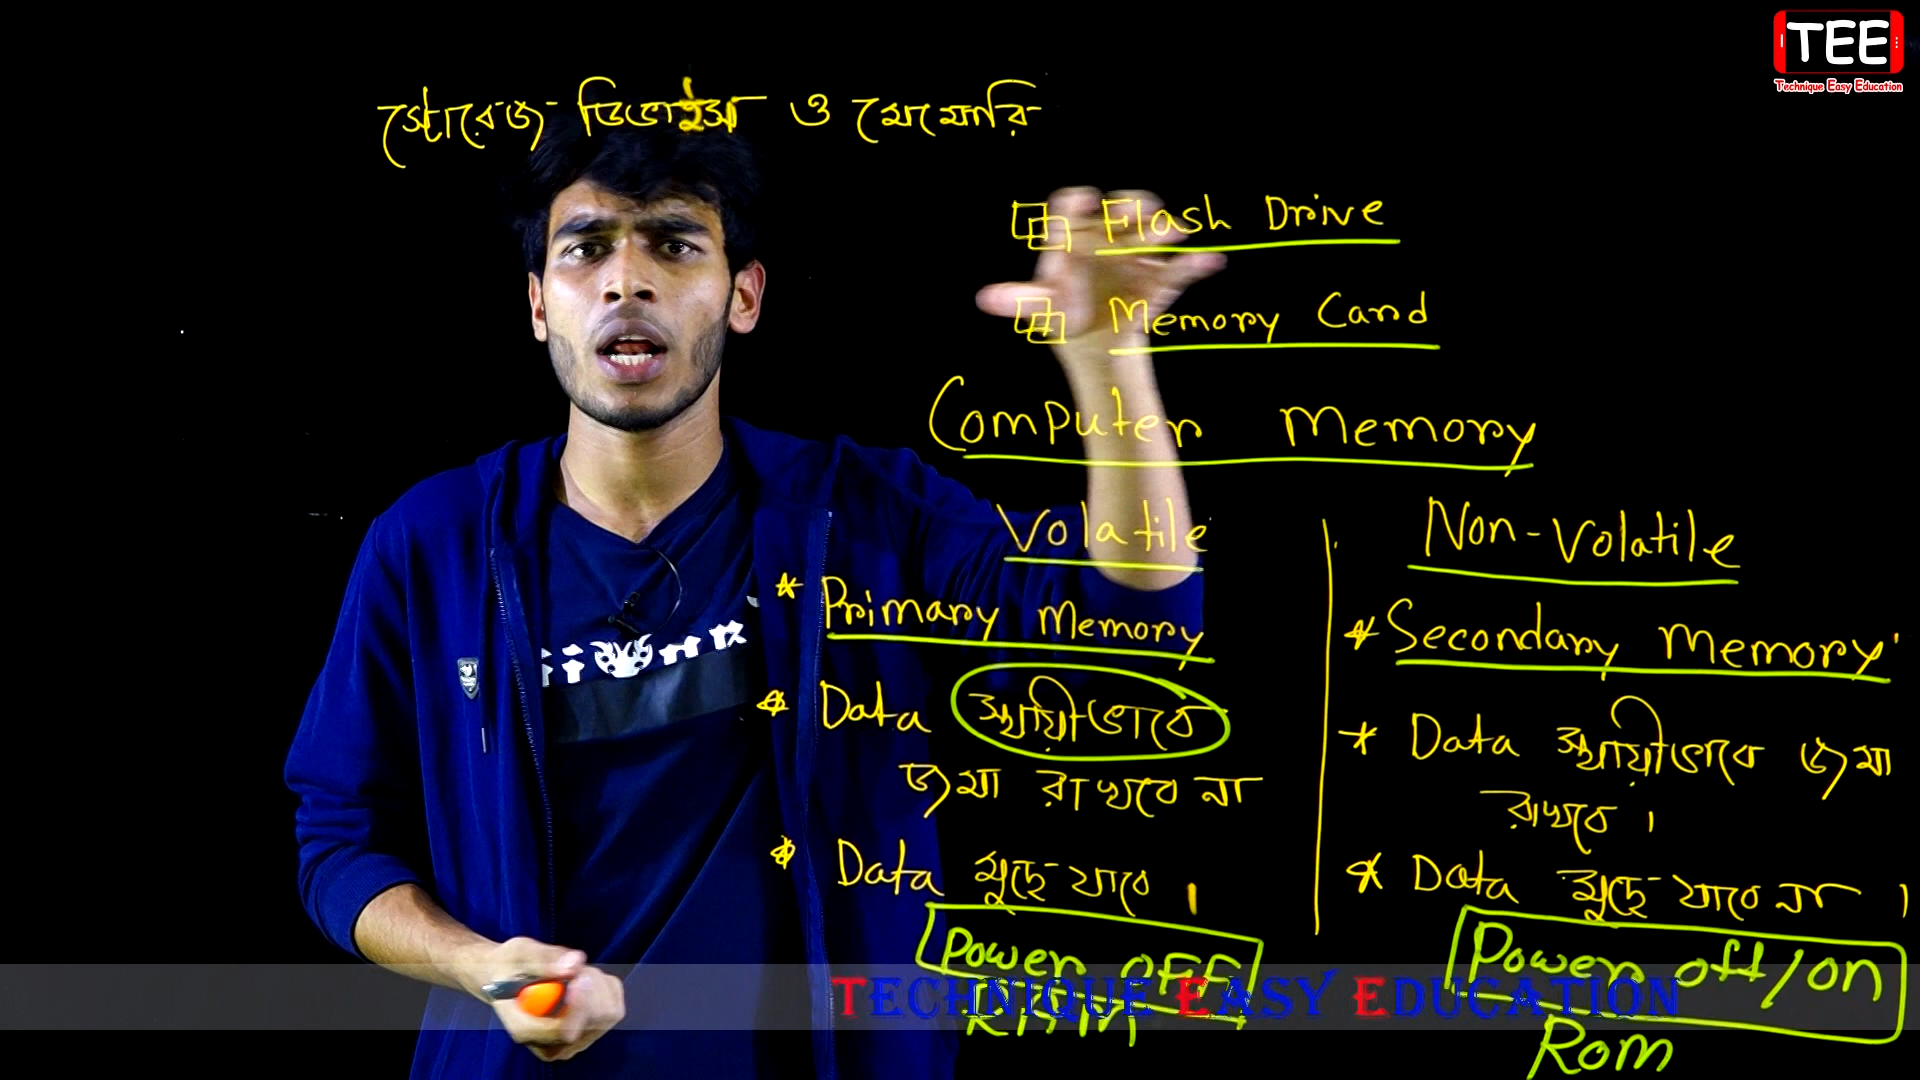 TEE
Technique Easy Education
স্টোরেজ ডিভাইস ও মেমোরি
Flash Drive
Memory Card
Computer Memory
Volatile
Non-Volatile
* Primary Memory
* Secondary Memory
* Data স্থায়ীভাবে
জমা রাখবে না
* Data স্থায়ীভাবে জমা
রাখবে।
* Data মুছে যাবে।
* Data মুছে যাবে না।
Power OFF
Power off/on
TECHNIQUE EASY EDUCATION
RAM
Rom